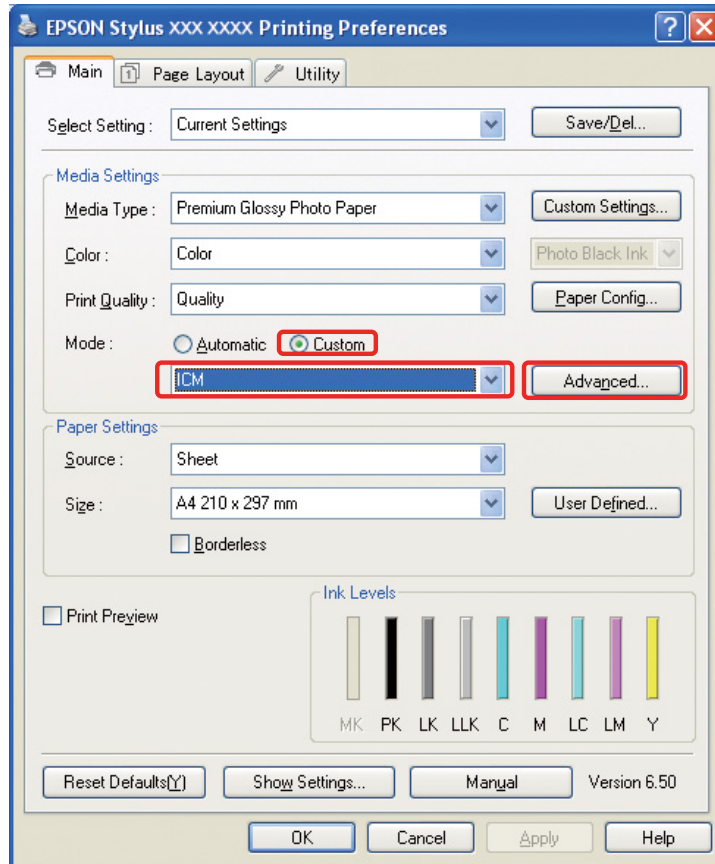 EPSON Stylus XXX XXXX Printing Preferences
Main
Page Layout
Utility
Select Setting : Current Settings Save/Del...
Media Settings
Media Type : Premium Glossy Photo Paper Custom Settings...
Color : Color Photo Black Ink
Print Quality : Quality Paper Config...
Mode : Automatic Custom
ICM Advanced...
Paper Settings
Source : Sheet
Size : A4 210 x 297 mm User Defined...
Borderless
Print Preview
Ink Levels
MK PK LK LLK C M LC LM Y
Reset Defaults(Y) Show Settings... Manual Version 6.50
OK Cancel Apply Help